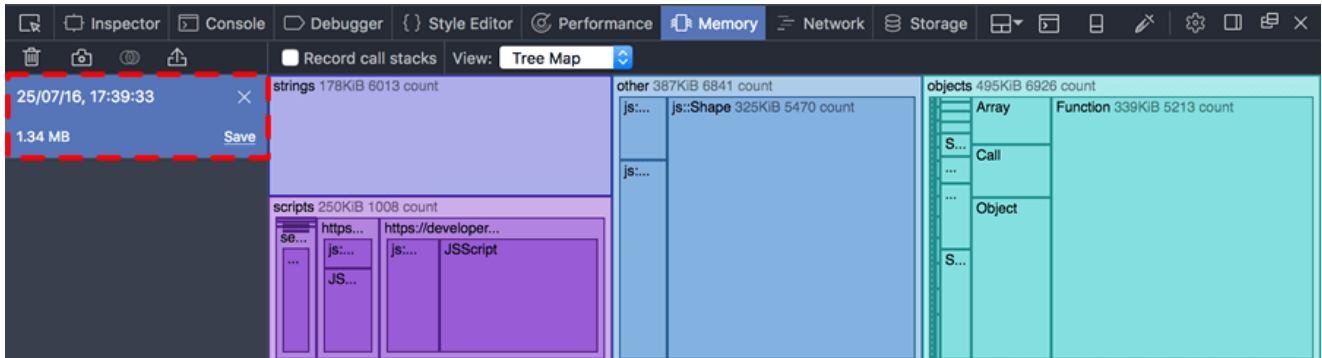 Inspector Console Debugger { } Style Editor Performance Memory Network Storage
Record call stacks View: Tree Map
25/07/16, 17:39:33
1.34 MB Save
strings 178KiB 6013 count
scripts 250KiB 1008 count
se...
...
https...
js:...
JS...
https://developer...
js:...
JSScript
other 387KiB 6841 count
js:...
js:...
js::Shape 325KiB 5470 count
objects 495KiB 6926 count
S...
...
...
S...
Array
Call
Object
Function 339KiB 5213 count